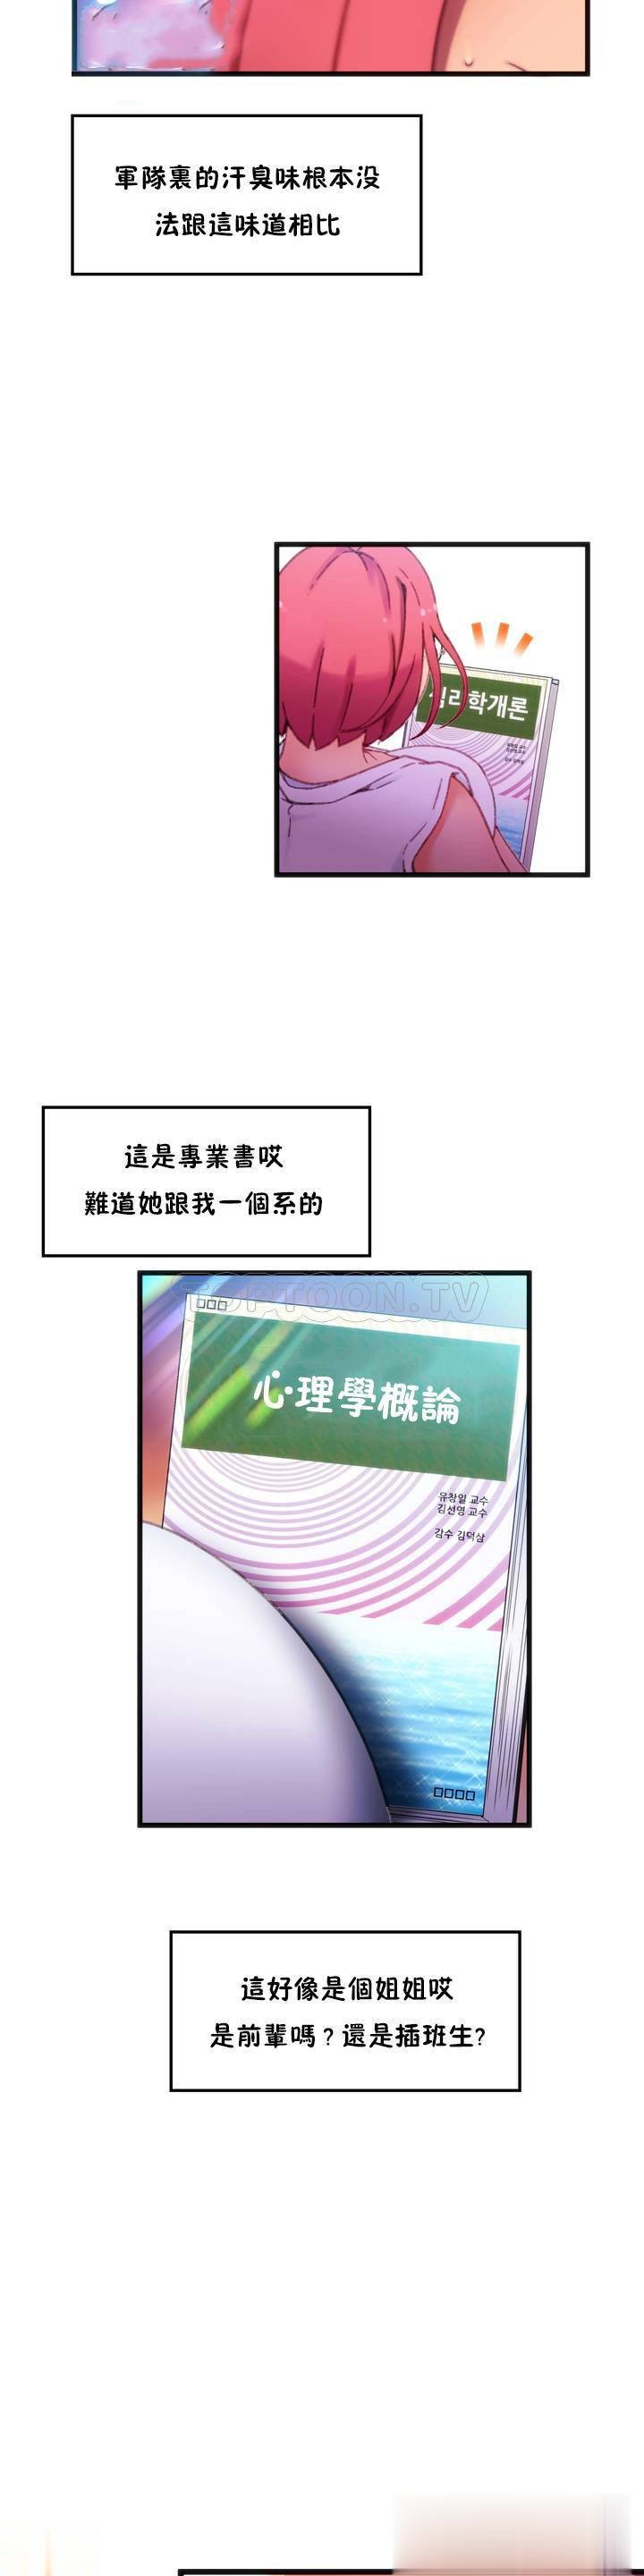 軍隊裏的汗臭味根本没
法跟這味道相比
심리학개론
這是專業書哎
難道她跟我一個系的
TOPTOON.TV
心理學概論
유창일 교수
김선영 교수
감수 김덕삼
這好像是個姐姐哎
是前輩嗎？還是插班生?